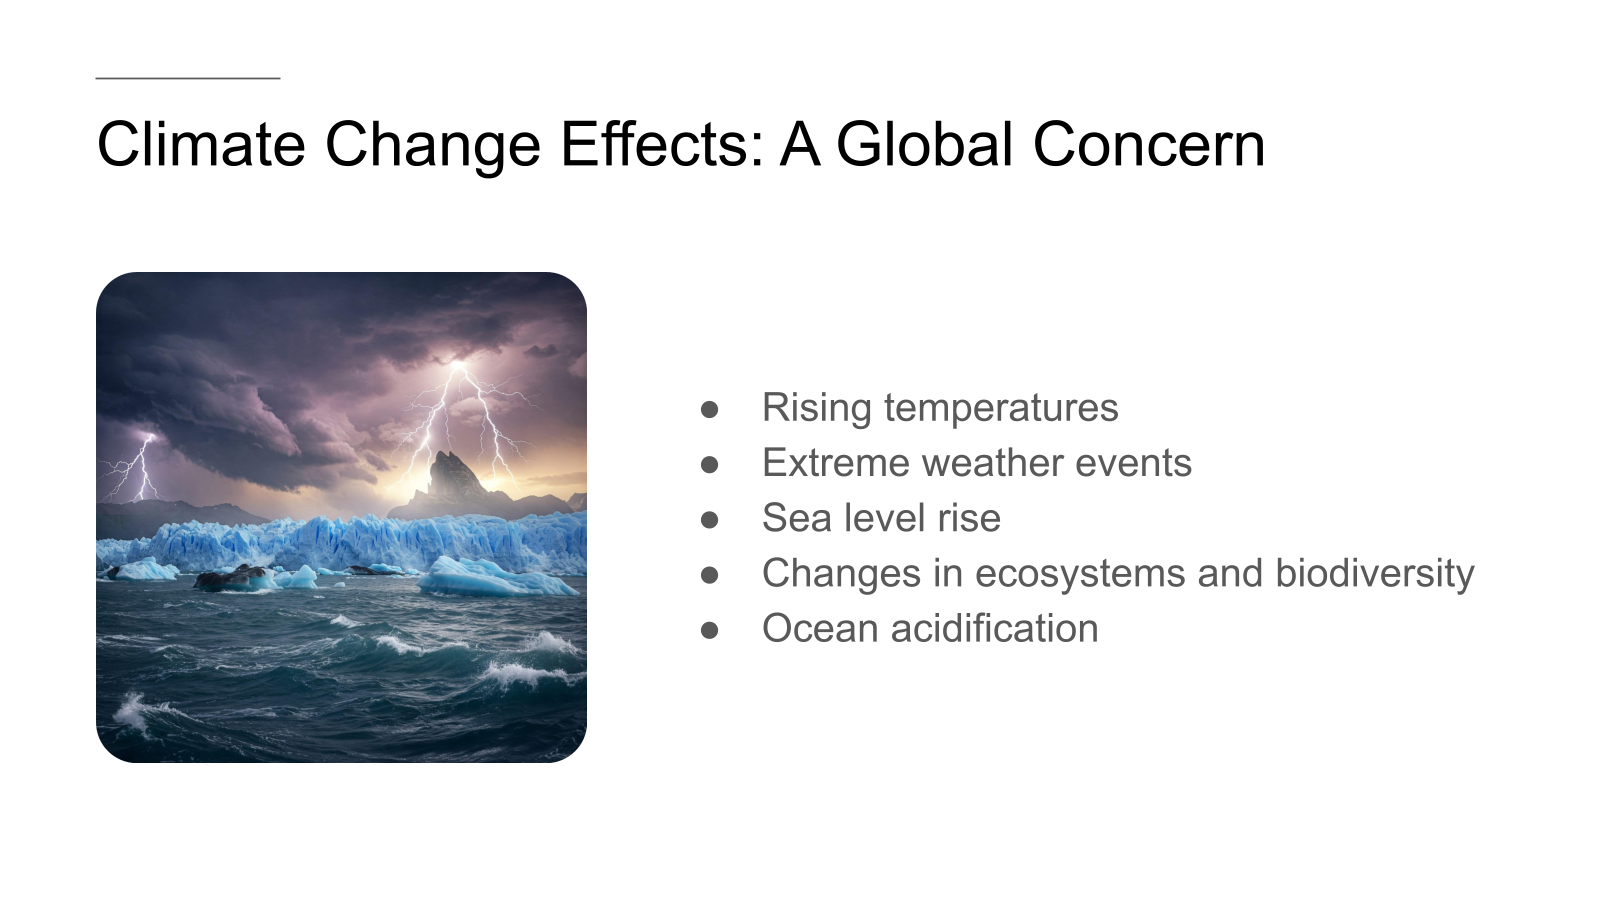 Climate Change Effects: A Global Concern
● Rising temperatures
● Extreme weather events
● Sea level rise
● Changes in ecosystems and biodiversity
● Ocean acidification